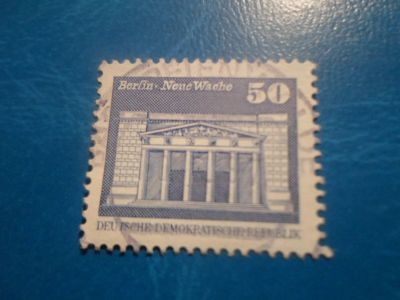 Berlin · Neue Wache 50
DEUTSCHE DEMOKRATISCHE REPUBLIK